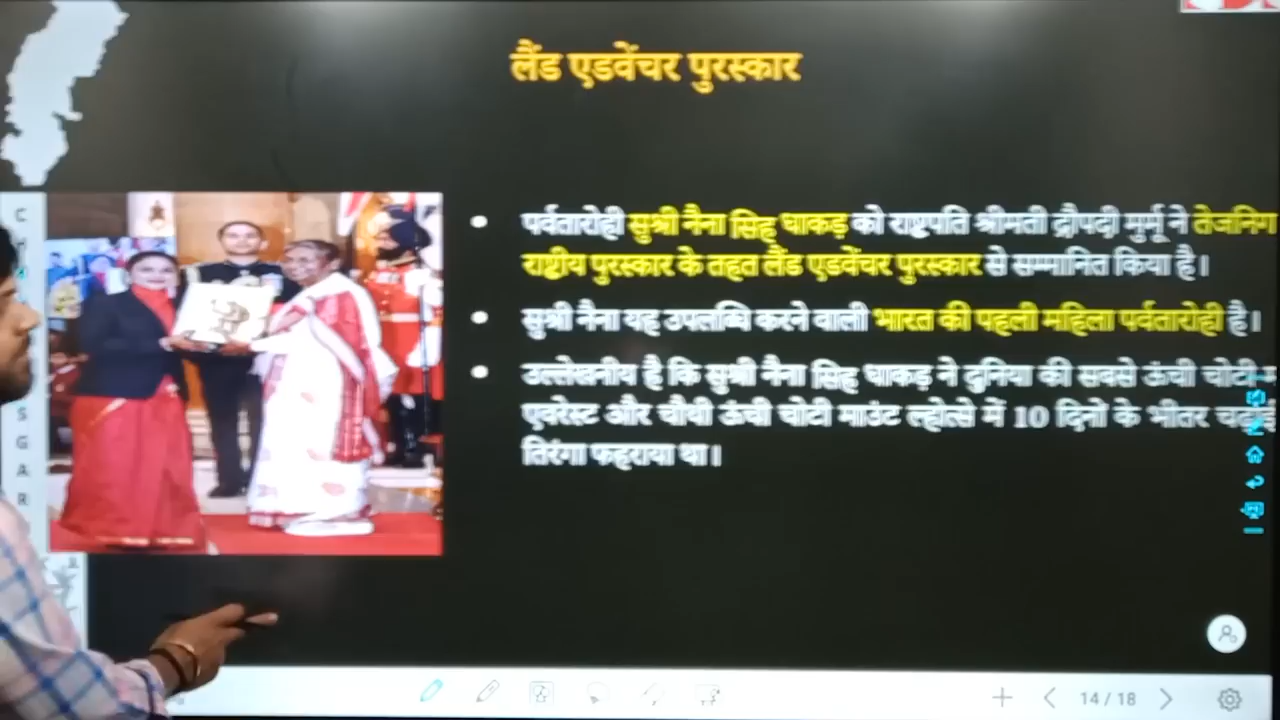 लैंड एडवेंचर पुरस्कार
पर्वतारोही सुश्री नैना सिंह धाकड़ को राष्ट्रपति श्रीमती द्रौपदी मुर्मू ने तेजनिग
राष्ट्रीय पुरस्कार के तहत लैंड एडवेंचर पुरस्कार से सम्मानित किया है।
सुश्री नैना यह उपलब्धि करने वाली भारत की पहली महिला पर्वतारोही है।
उल्लेखनीय है कि सुश्री नैना सिंह धाकड़ ने दुनिया की सबसे ऊंची चोटी
एवरेस्ट और चौथी ऊंची चोटी माउंट ल्होत्से में 10 दिनों के भीतर
तिरंगा फहराया था।
C
S
G
A
R
14 / 18